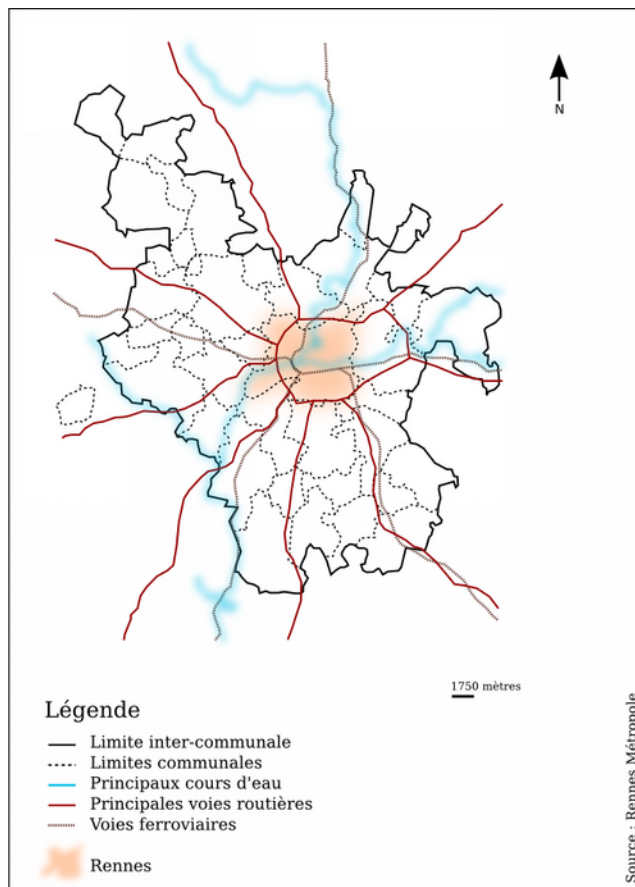 N
1750 mètres
Légende
Limite inter-communale
Limites communales
Principaux cours d'eau
Principales voies routières
Voies ferroviaires
Rennes
Source : Rennes Métropole